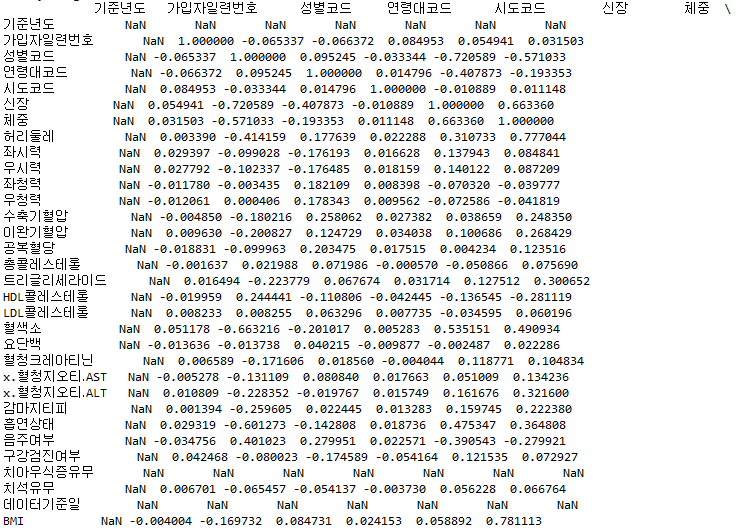 기준년도 가입자일련번호 성별코드 연령대코드 시도코드 신장 체중 \
기준년도 NaN NaN NaN NaN NaN NaN NaN
가입자일련번호 NaN 1.000000 -0.065337 -0.066372 0.084953 0.054941 0.031503
성별코드 NaN -0.065337 1.000000 0.095245 -0.033344 -0.720589 -0.571033
연령대코드 NaN -0.066372 0.095245 1.000000 0.014796 -0.407873 -0.193353
시도코드 NaN 0.084953 -0.033344 0.014796 1.000000 -0.010889 0.011148
신장 NaN 0.054941 -0.720589 -0.407873 -0.010889 1.000000 0.663360
체중 NaN 0.031503 -0.571033 -0.193353 0.011148 0.663360 1.000000
허리둘레 NaN 0.003390 -0.414159 0.177639 0.022288 0.310733 0.777044
좌시력 NaN 0.029397 -0.099028 -0.176193 0.016628 0.137943 0.084841
우시력 NaN 0.027792 -0.102337 -0.176485 0.018159 0.140122 0.087209
좌청력 NaN -0.011780 -0.003435 0.182109 0.008398 -0.070320 -0.039777
우청력 NaN -0.012061 0.000406 0.178343 0.009562 -0.072586 -0.041819
수축기혈압 NaN -0.004850 -0.180216 0.258062 0.027382 0.038659 0.248350
이완기혈압 NaN 0.009630 -0.200827 0.124729 0.034038 0.100686 0.268429
공복혈당 NaN -0.018831 -0.099963 0.203475 0.017515 0.004234 0.123516
총콜레스테롤 NaN -0.001637 0.021988 0.071986 -0.000570 -0.050866 0.075690
트리글리세라이드 NaN 0.016494 -0.223779 0.067674 0.031714 0.127512 0.300652
HDL콜레스테롤 NaN -0.019959 0.244441 -0.110806 -0.042445 -0.136545 -0.281119
LDL콜레스테롤 NaN 0.008233 0.008255 0.063296 0.007735 -0.034595 0.060196
혈색소 NaN 0.051178 -0.663216 -0.201017 0.005283 0.535151 0.490934
요단백 NaN -0.013636 -0.013738 0.040215 -0.009877 -0.002487 0.022286
혈청크레아티닌 NaN 0.006589 -0.171606 0.018560 -0.004044 0.118771 0.104834
x.혈청지오티.AST NaN -0.005278 -0.131109 0.080840 0.017663 0.051009 0.134236
x.혈청지오티.ALT NaN 0.010809 -0.228352 -0.019767 0.015749 0.161676 0.321600
감마지티피 NaN 0.001394 -0.259605 0.022445 0.013283 0.159745 0.222380
흡연상태 NaN 0.029319 -0.601273 -0.142808 0.018736 0.475347 0.364808
음주여부 NaN -0.034756 0.401023 0.279951 0.022571 -0.390543 -0.279921
구강검진여부 NaN 0.042468 -0.080023 -0.174589 -0.054164 0.121535 0.072927
치아우식증유무 NaN NaN NaN NaN NaN NaN NaN
치석유무 NaN 0.006701 -0.065457 -0.054137 -0.003730 0.056228 0.066764
데이터기준일 NaN NaN NaN NaN NaN NaN NaN
BMI NaN -0.004004 -0.169732 0.084731 0.024153 0.058892 0.781113